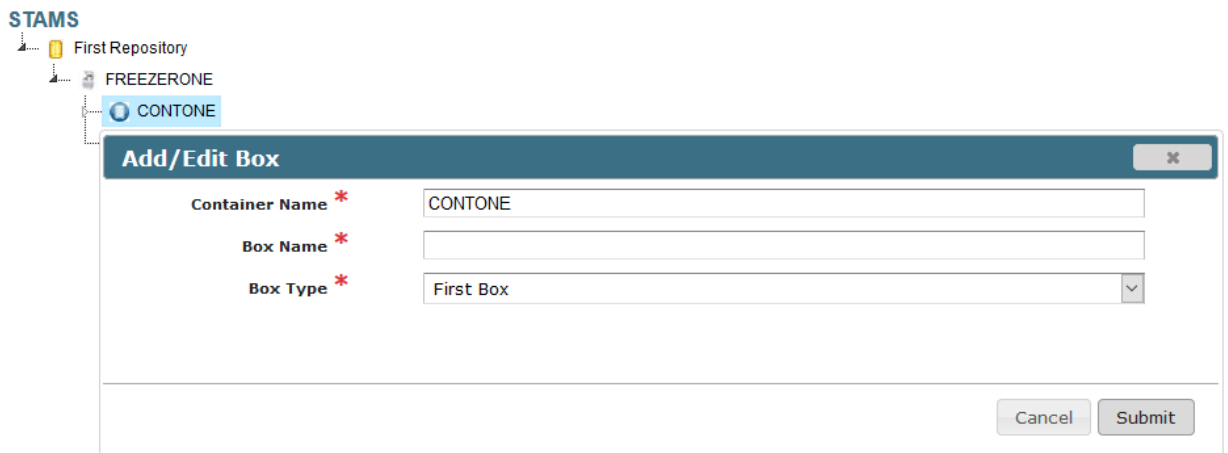 STAMS
First Repository
FREEZERONE
CONTONE
Add/Edit Box
Container Name * CONTONE
Box Name *
Box Type * First Box
Cancel Submit